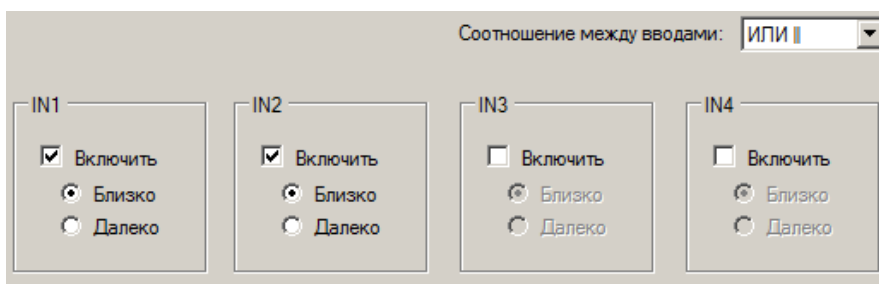 Соотношение между вводами: ИЛИ ||
IN1 IN2 IN3 IN4
Включить Включить Включить Включить
Близко Близко Близко Близко
Далеко Далеко Далеко Далеко